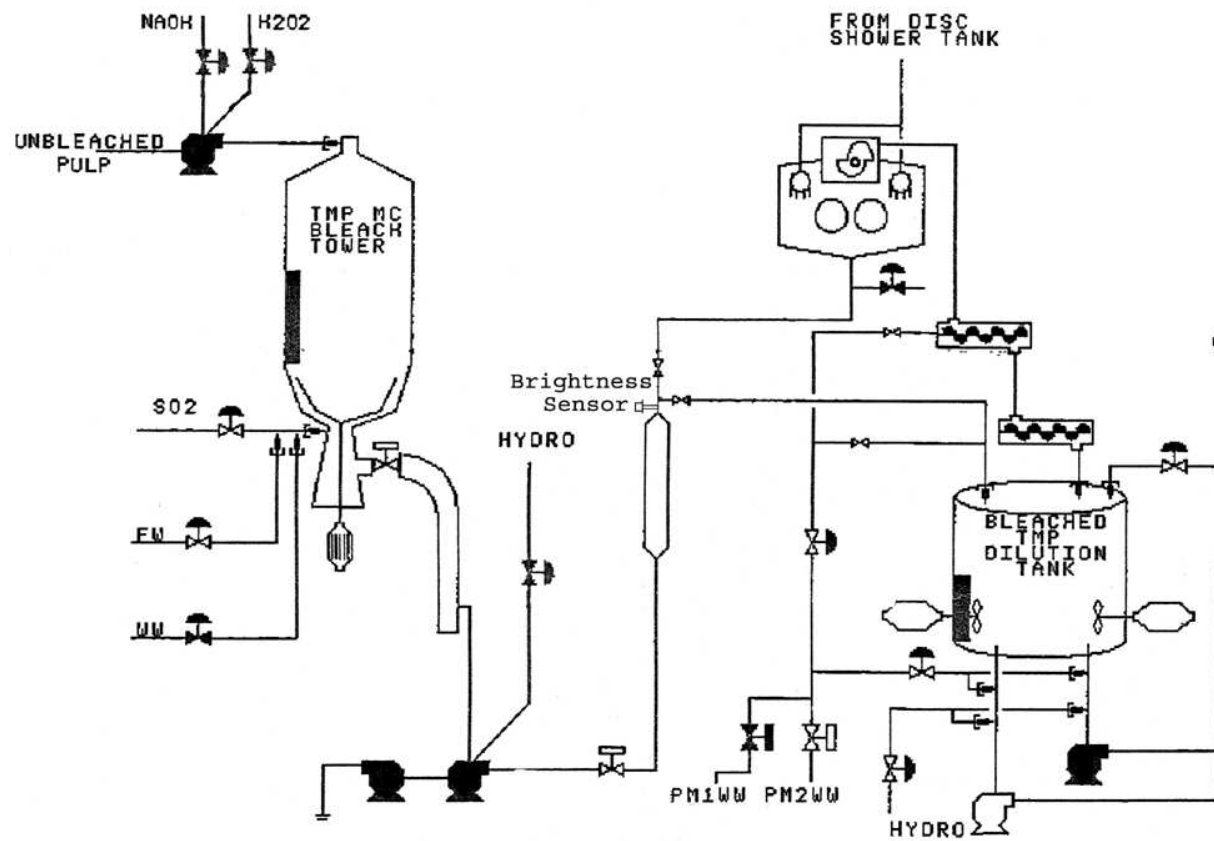 NAOH
H2O2
FROM DISC
SHOWER TANK
UNBLEACHED
PULP
TMP MC
BLEACH
TOWER
Brightness
Sensor
SO2
HYDRO
FW
WW
BLEACHED
TMP
DILUTION
TANK
PM1WW
PM2WW
HYDRO